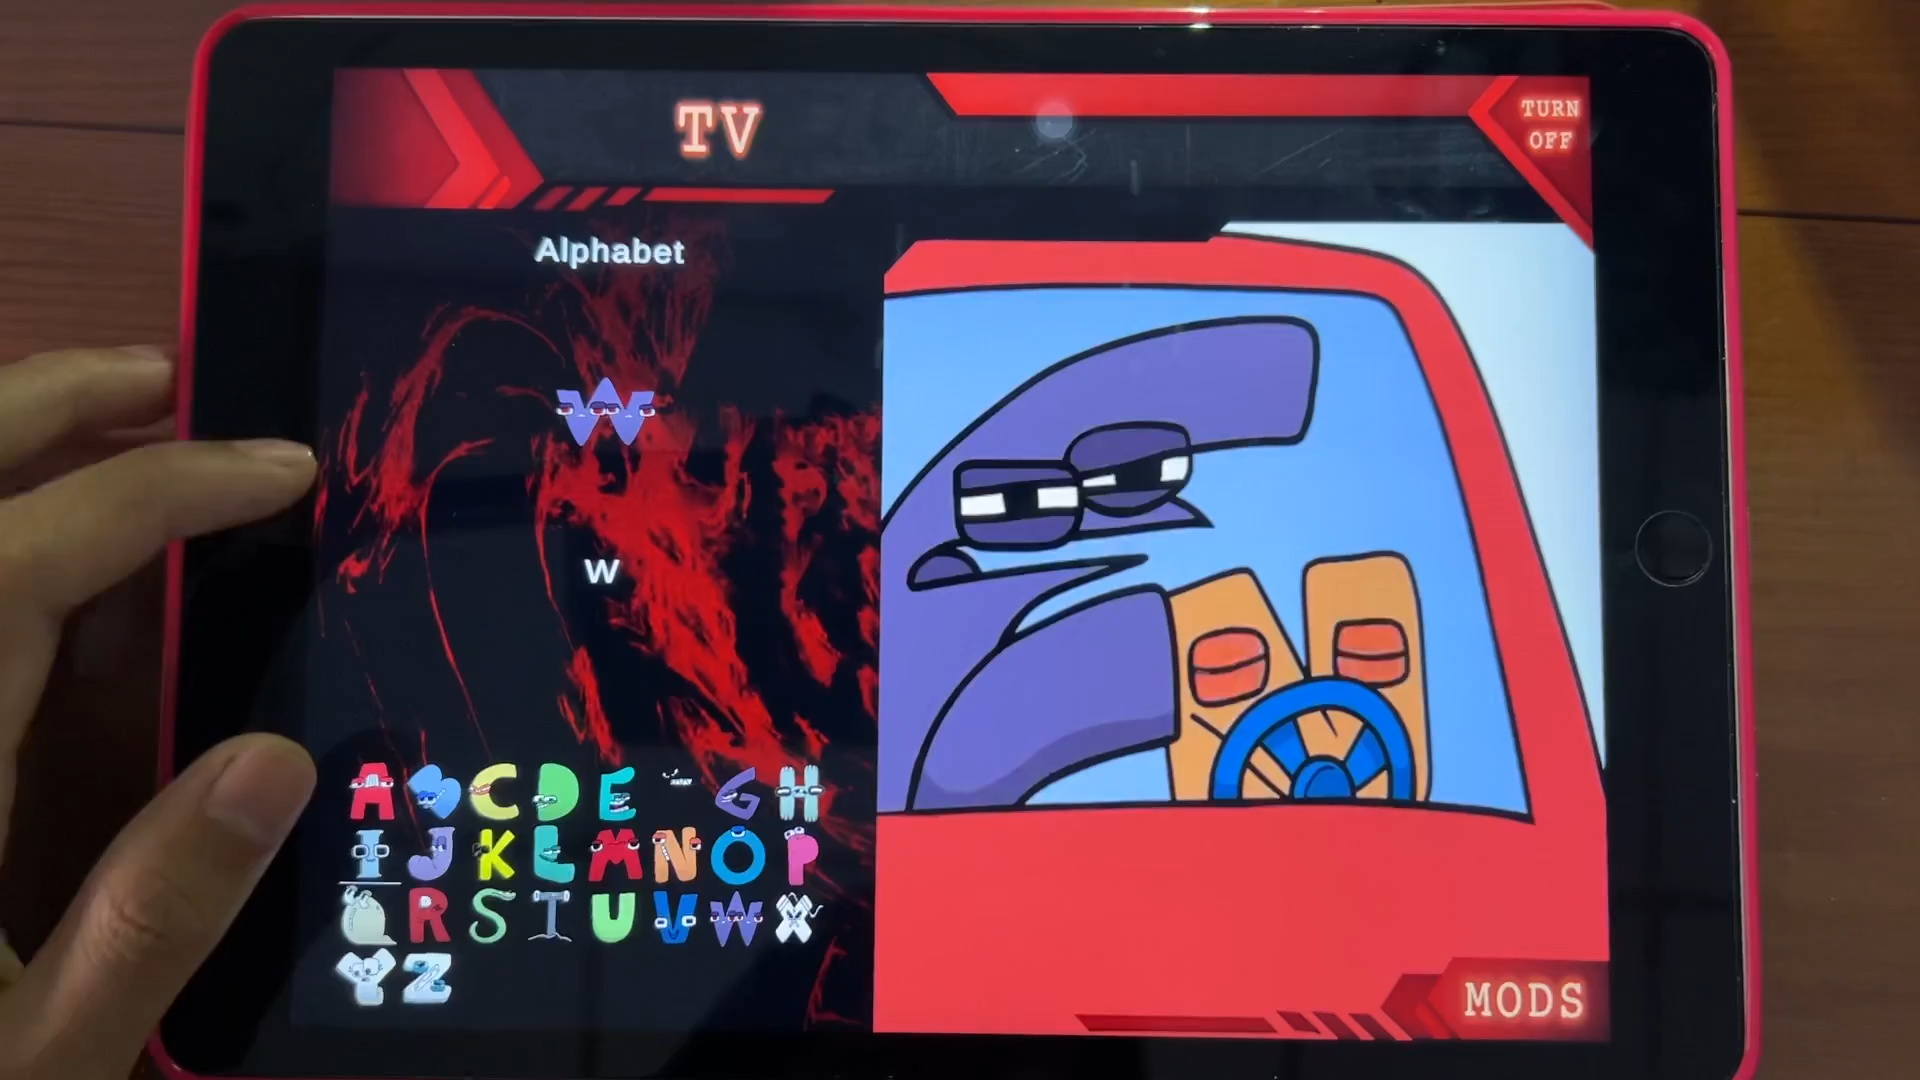 TV
TURN
OFF
Alphabet
W
W
A B C D E F G H
I J K L M N O P
Q R S T U V W X
Y Z
MODS